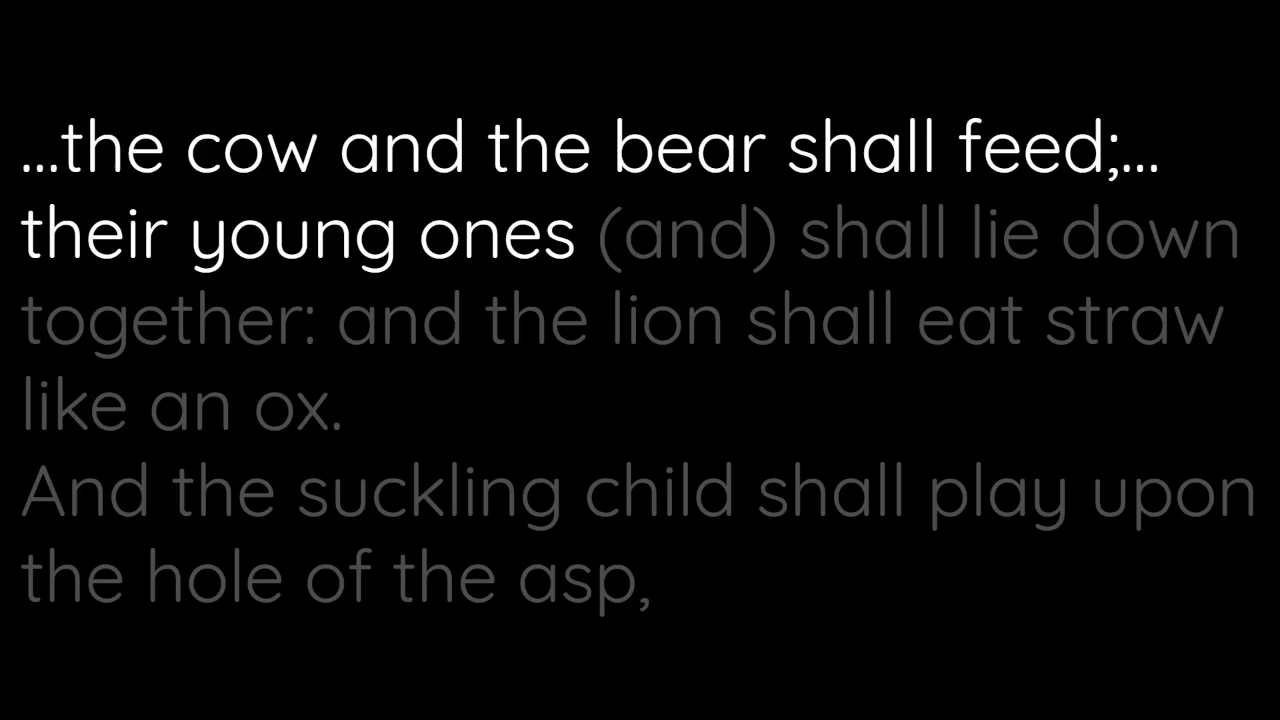 ...the cow and the bear shall feed;...
their young ones (and) shall lie down
together: and the lion shall eat straw
like an ox.
And the suckling child shall play upon
the hole of the asp,